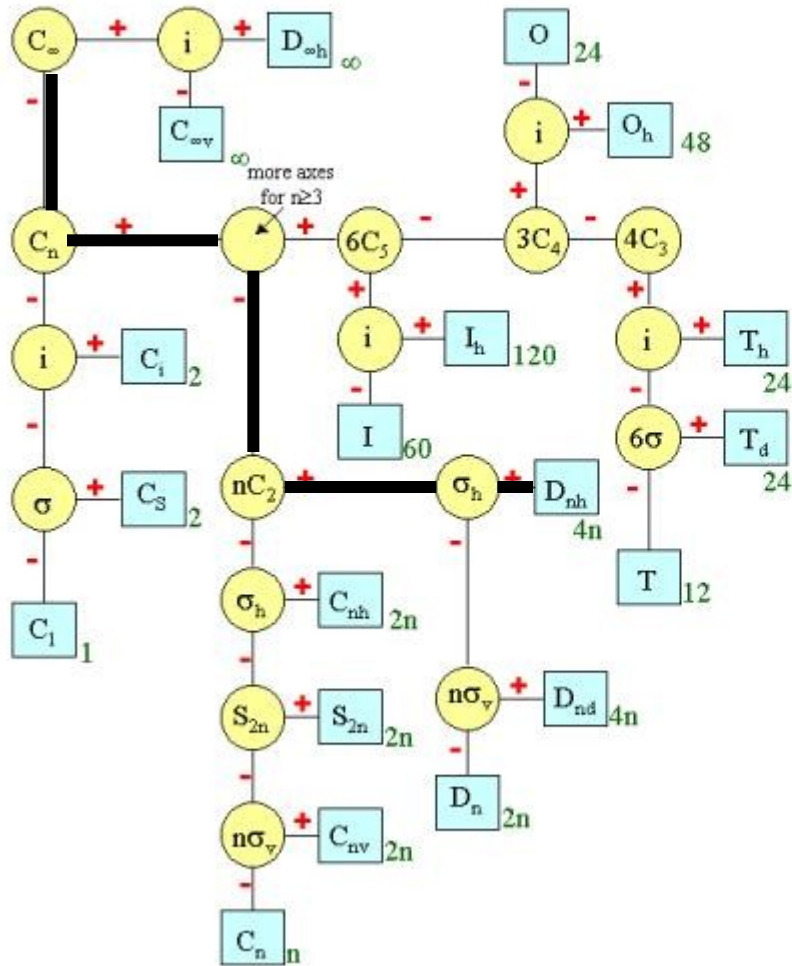 C∞ + i + D∞h ∞
O 24
- - -
C∞v ∞
i + Oh 48
more axes
for n≥3
+
Cn + + 6C5 - 3C4 - 4C3
- - + +
i + Ci 2
i + Ih 120
i + Th 24
- - -
I 60
6σ + Td 24
σ + CS 2
nC2 + σh + Dnh 4n
- - - -
T 12
C1 1
σh + Cnh 2n
-
S2n + S2n 2n
nσv + Dnd 4n
- -
Dn 2n
nσv + Cnv 2n
-
Cn n